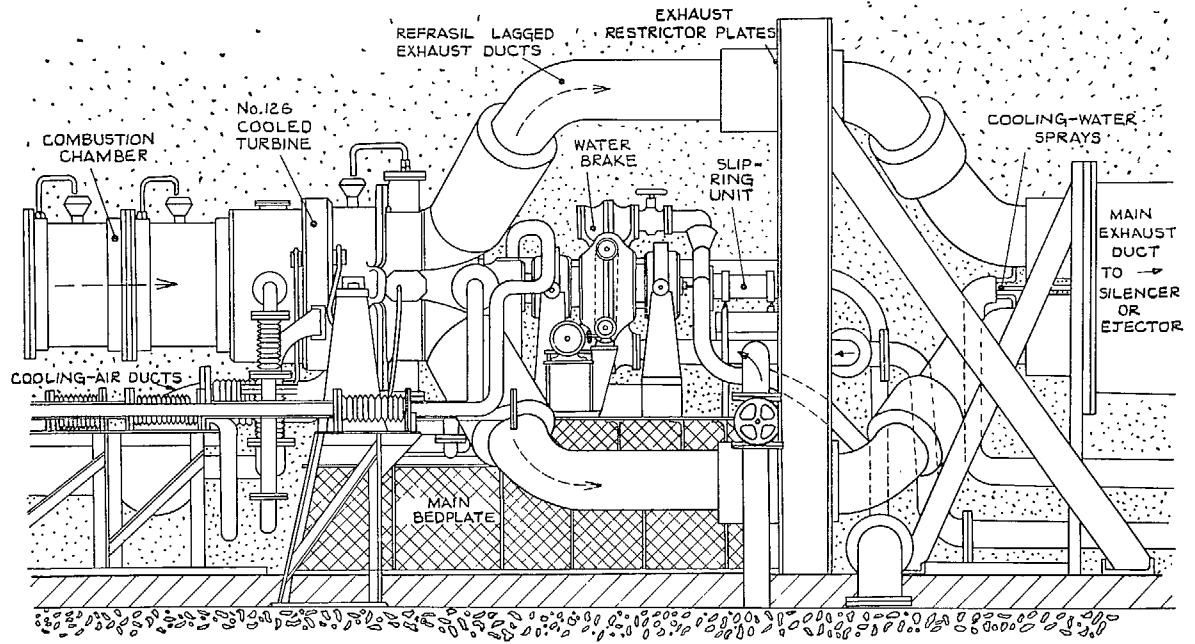 EXHAUST
RESTRICTOR PLATES
REFRASIL LAGGED
EXHAUST DUCTS
No.126
COOLED
TURBINE
COMBUSTION
CHAMBER
WATER
BRAKE
SLIP-
RING
UNIT
COOLING-WATER
SPRAYS
MAIN
EXHAUST
DUCT
TO →
SILENCER
OR
EJECTOR
COOLING-AIR DUCTS
MAIN
BEDPLATE